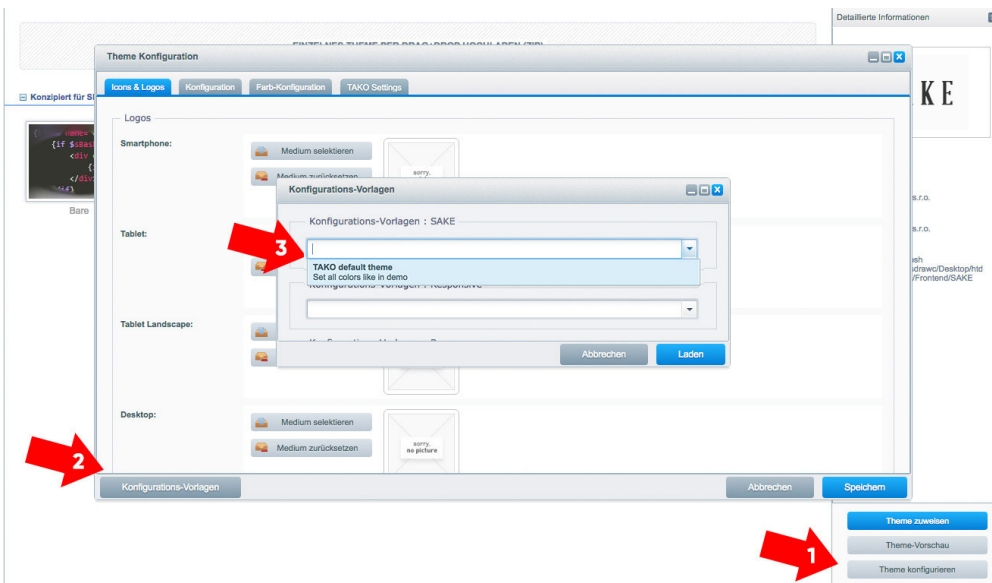 Detaillierte Informationen
EINZELNES THEME PER DRAG+DROP HOCHLADEN (ZIP)
Theme Konfiguration
Icons & Logos
Konfiguration
Farb-Konfiguration
TAKO Settings
Konzipiert für
KE
Logos
Smartphone:
Medium selektieren
Medium zurücksetzen
sorry,
Bare
Konfigurations-Vorlagen
Konfigurations-Vorlagen : SAKE
s.r.o.
s.r.o.
Tablet:
3
TAKO default theme
Set all colors like in demo
sdrawc/Desktop/htd
/Frontend/SAKE
Konfigurations-Vorlagen : Responsive
Tablet Landscape:
Abbrechen
Laden
Desktop:
Medium selektieren
Medium zurücksetzen
sorry,
no picture
2
Konfigurations-Vorlagen
Abbrechen
Speichern
Theme zuweisen
1
Theme-Vorschau
Theme konfigurieren